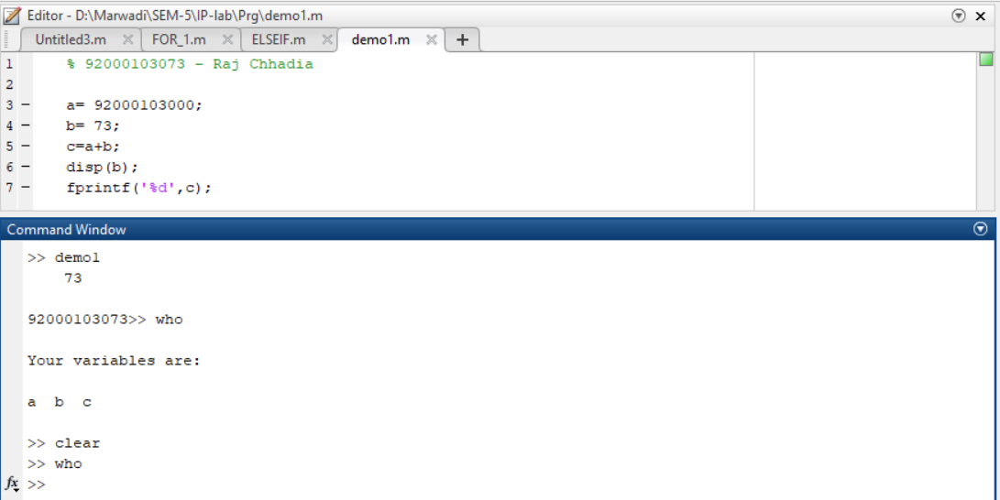 Editor - D:\Marwadi\SEM-5\IP-lab\Prg\demo1.m
Untitled3.m FOR_1.m ELSEIF.m demo1.m +
1 % 92000103073 - Raj Chhadia
2
3 - a= 92000103000;
4 - b= 73;
5 - c=a+b;
6 - disp(b);
7 - fprintf('%d',c);
Command Window
>> demo1
73
92000103073>> who
Your variables are:
a b c
>> clear
>> who
fx >>